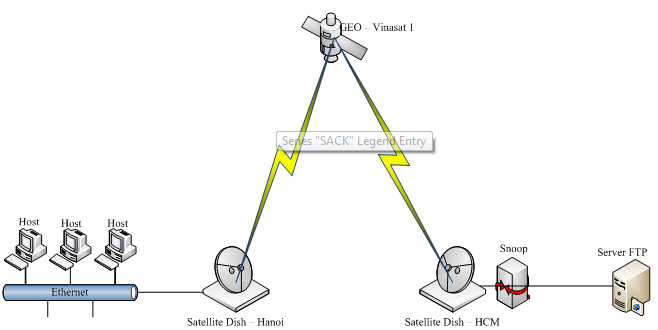 GEO – Vinasat 1
Series "SACK" Legend Entry
Host
Host
Host
Snoop
Server FTP
Ethernet
Satellite Dish – Hanoi
Satellite Dish – HCM